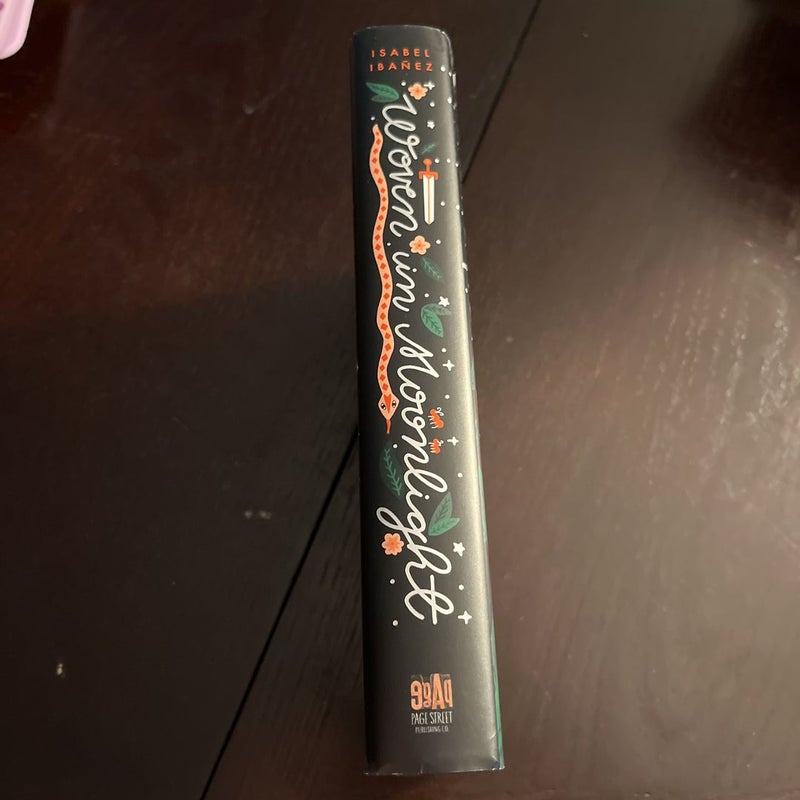 ISABEL
IBAÑEZ
Woven in Moonlight
PAGE STREET
PUBLISHING CO.